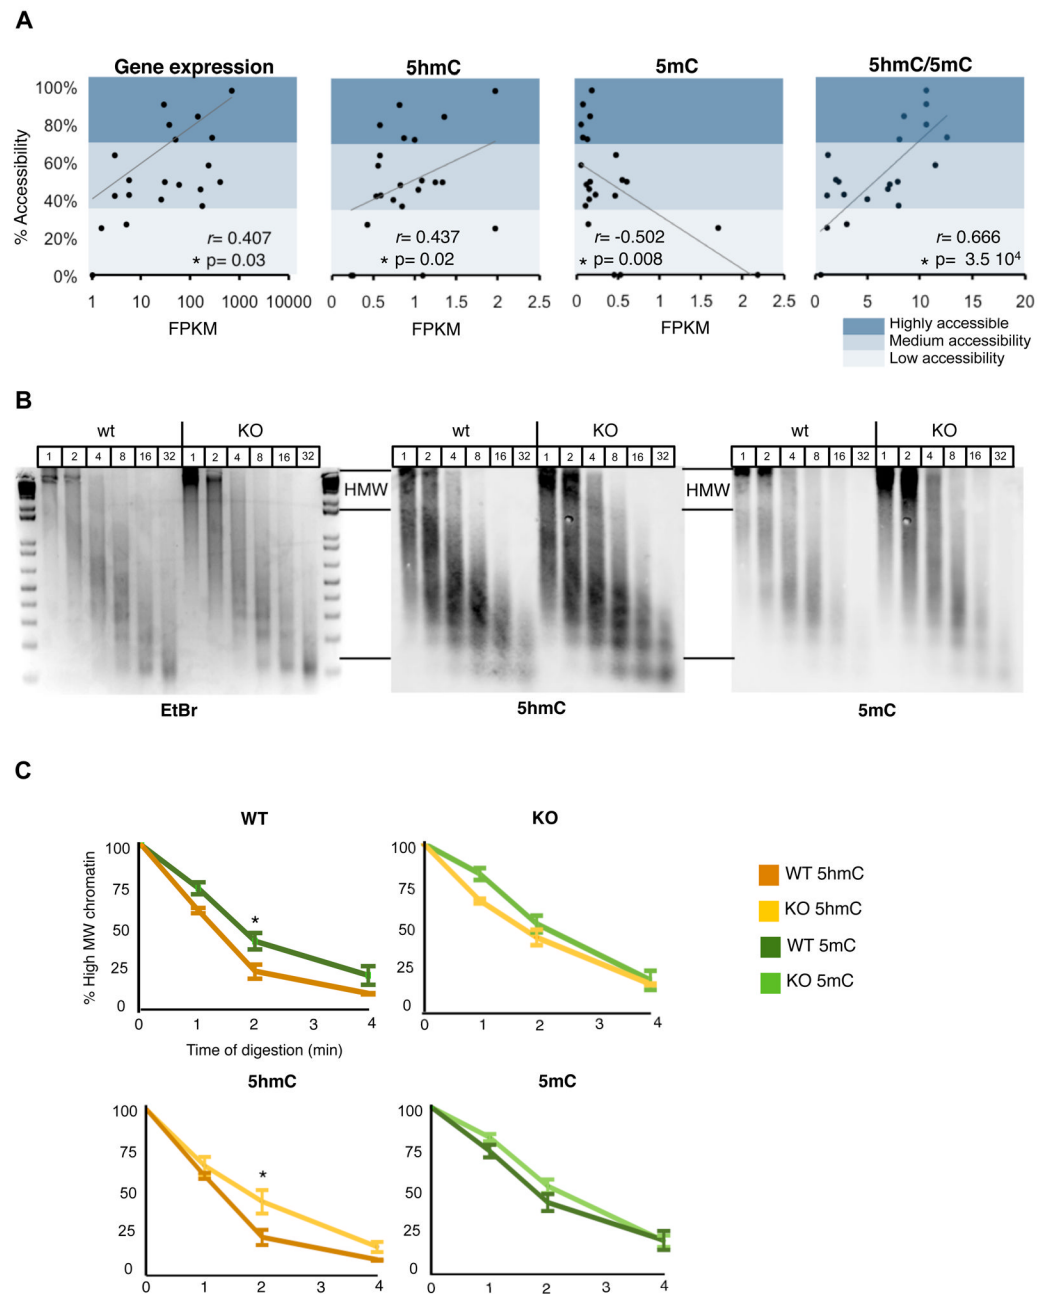 A
Gene expression 5hmC 5mC 5hmC/5mC
% Accessibility
100%
80%
60%
40%
20%
0%
r= 0.407
* p= 0.03
r= 0.437
* p= 0.02
r= -0.502
* p= 0.008
r= 0.666
* p= 3.5 10⁴
1 10 100 1000 10000
0 0.5 1 1.5 2 2.5
0 0.5 1 1.5 2 2.5
0 5 10 15 20
FPKM FPKM FPKM
Highly accessible
Medium accessibility
Low accessibility
B
wt KO wt KO wt KO
1 2 4 8 16 32 1 2 4 8 16 32
1 2 4 8 16 32 1 2 4 8 16 32
1 2 4 8 16 32 1 2 4 8 16 32
HMW HMW
EtBr 5hmC 5mC
C
WT KO
% High MW chromatin
100
75
50
25
0
*
0 1 2 3 4
Time of digestion (min)
100
75
50
25
0
0 1 2 3 4
WT 5hmC
KO 5hmC
WT 5mC
KO 5mC
5hmC 5mC
100
75
50
25
0
*
0 1 2 3 4
100
75
50
25
0
0 1 2 3 4